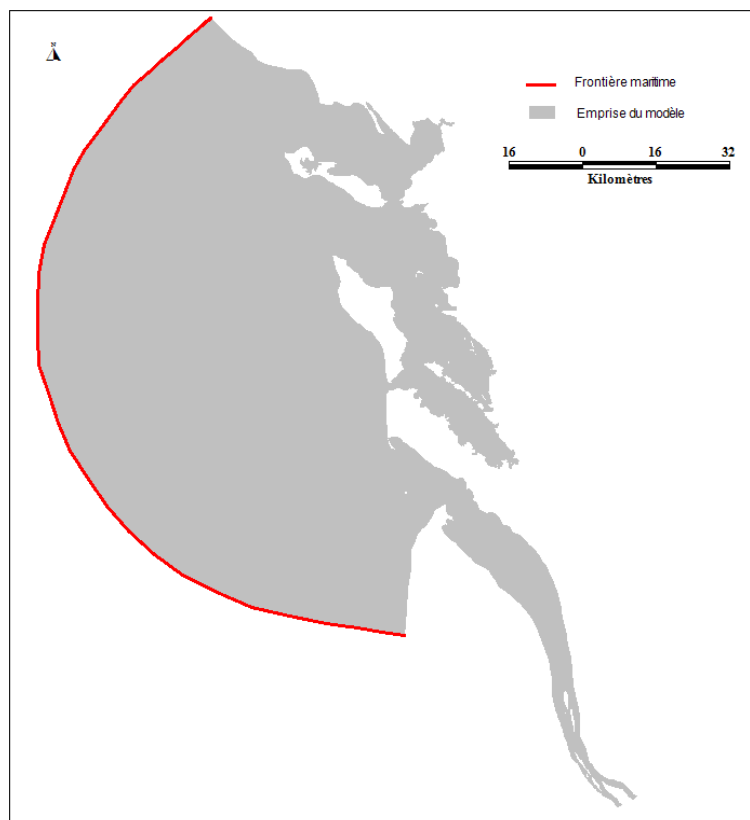 N
Frontière maritime
Emprise du modèle
16 0 16 32
Kilomètres